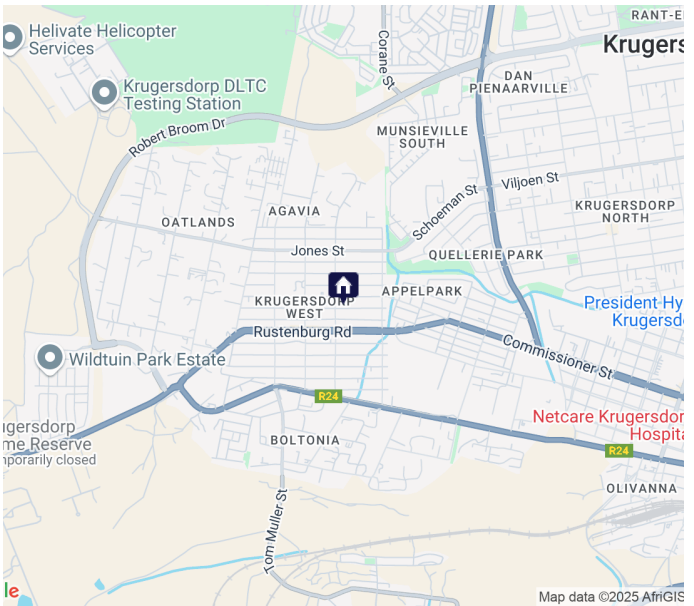 RANT-E
Helivate Helicopter
Services
Krugers
Corane St
DAN
PIENAARVILLE
Krugersdorp DLTC
Testing Station
Robert Broom Dr
MUNSIEVILLE
SOUTH
Viljoen St
Schoeman St
KRUGERSDORP
NORTH
AGAVIA
OATLANDS
Jones St
QUELLERIE PARK
APPELPARK
KRUGERSDORP
WEST
President Hy
Krugersdo
Rustenburg Rd
Commissioner St
Wildtuin Park Estate
R24
Netcare Krugersdor
Hospita
ugersdorp
me Reserve
mporarily closed
BOLTONIA
R24
OLIVANNA
Tom Muller St
le
Map data ©2025 AfriGIS